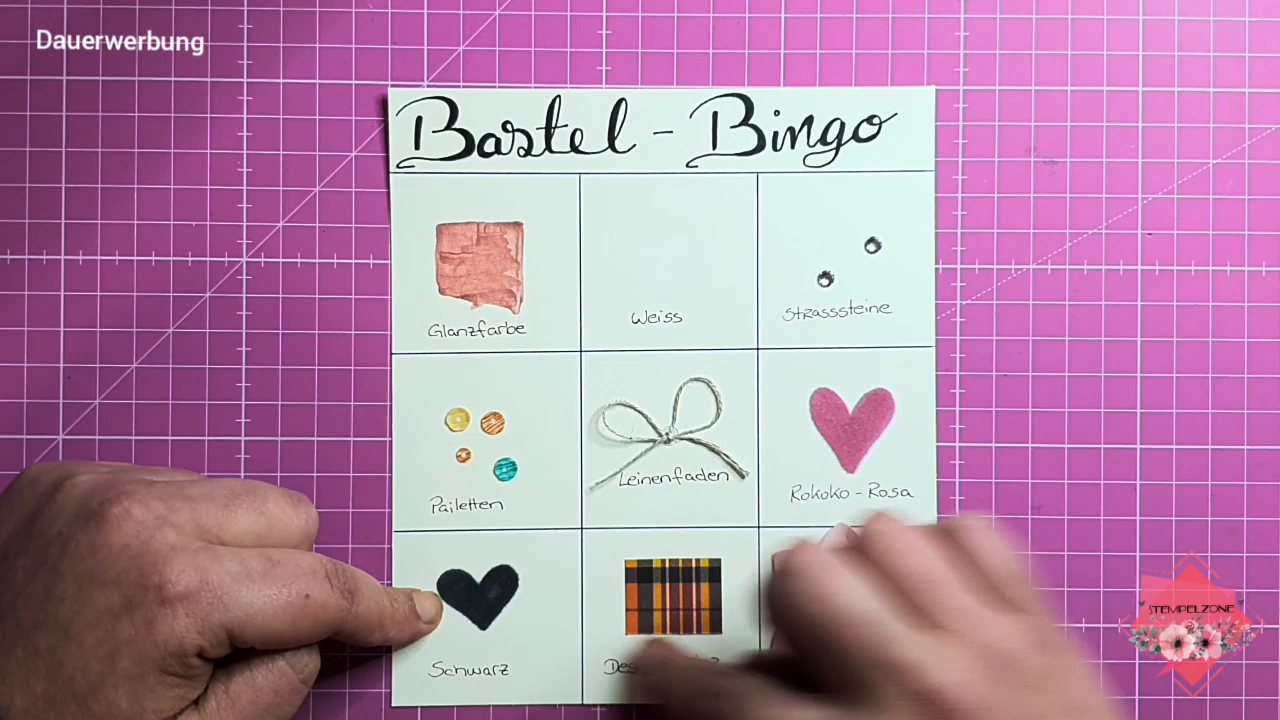 Dauerwerbung
Bastel - Bingo
Glanzfarbe
Weiss
Strasssteine
Pailetten
Leinenfaden
Rokoko - Rosa
Schwarz
STEMPELZONE